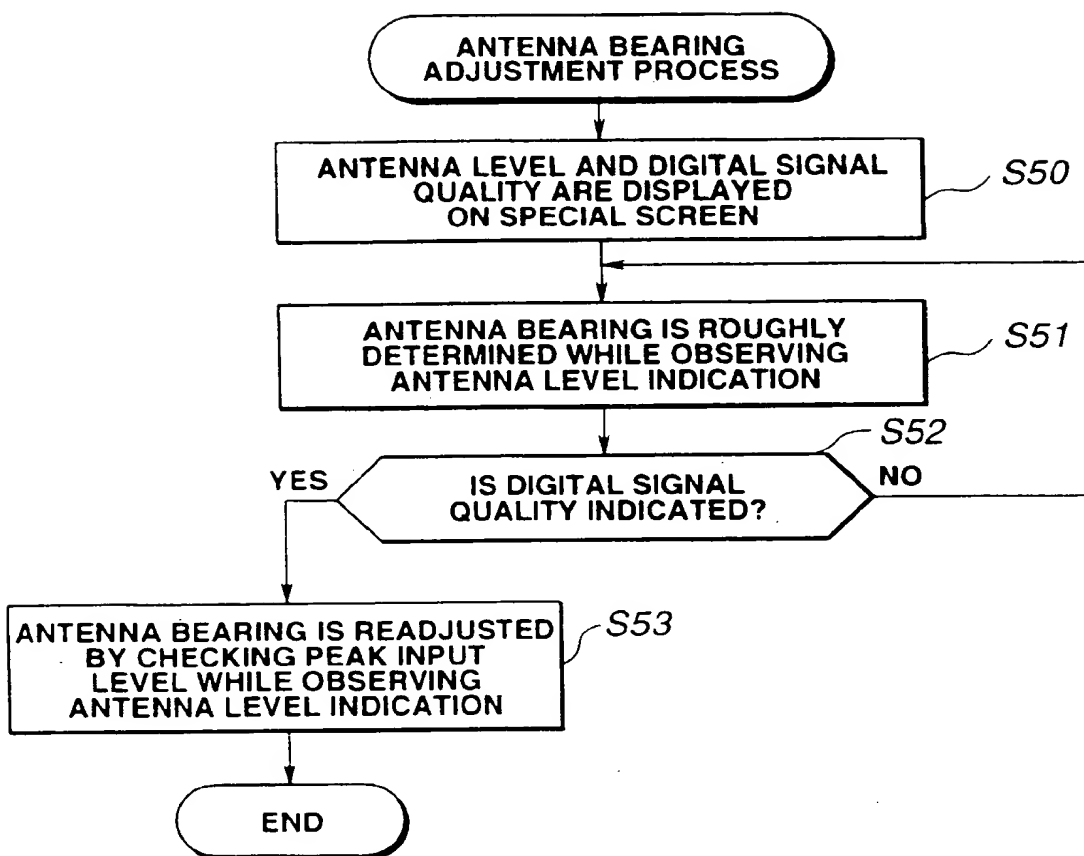 ANTENNA BEARING
ADJUSTMENT PROCESS
ANTENNA LEVEL AND DIGITAL SIGNAL
QUALITY ARE DISPLAYED
ON SPECIAL SCREEN
S50
ANTENNA BEARING IS ROUGHLY
DETERMINED WHILE OBSERVING
ANTENNA LEVEL INDICATION
S51
S52
YES
IS DIGITAL SIGNAL
QUALITY INDICATED?
NO
ANTENNA BEARING IS READJUSTED
BY CHECKING PEAK INPUT
LEVEL WHILE OBSERVING
ANTENNA LEVEL INDICATION
S53
END